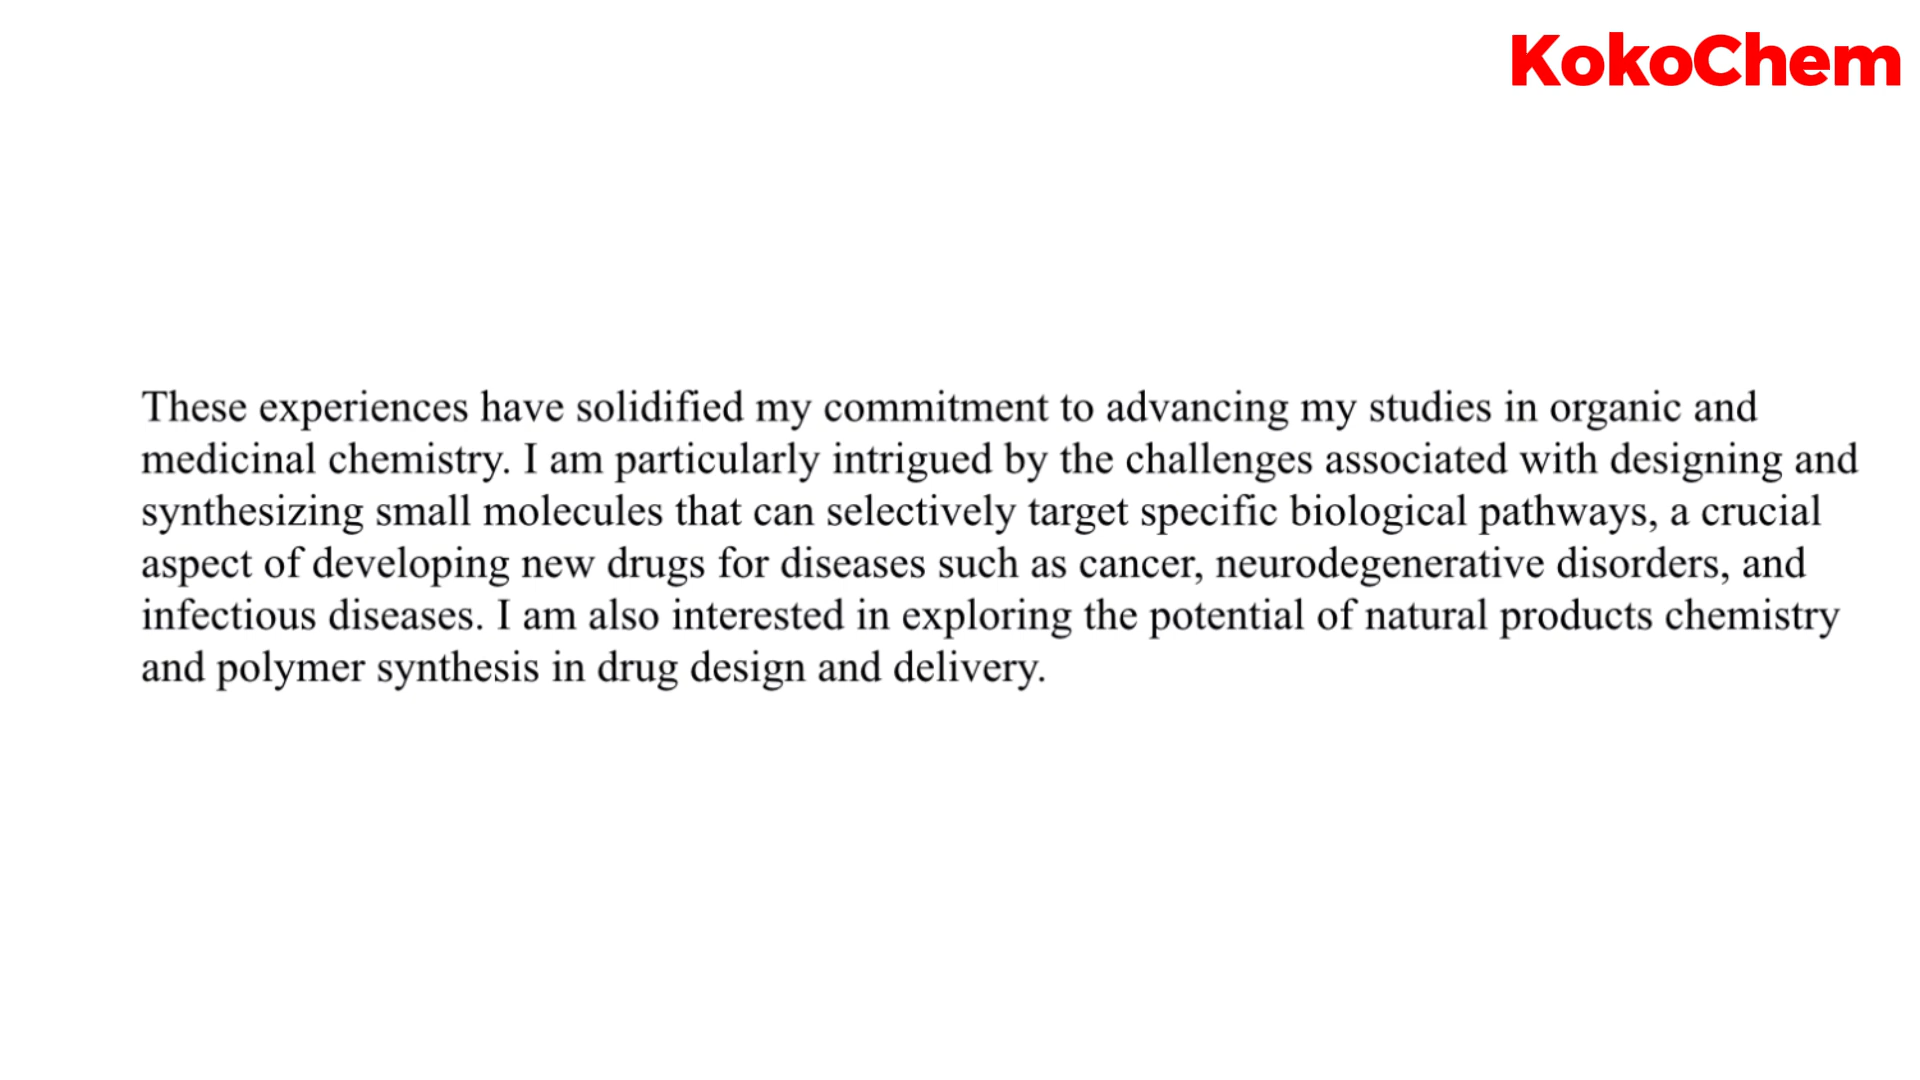 KokoChem
These experiences have solidified my commitment to advancing my studies in organic and
medicinal chemistry. I am particularly intrigued by the challenges associated with designing and
synthesizing small molecules that can selectively target specific biological pathways, a crucial
aspect of developing new drugs for diseases such as cancer, neurodegenerative disorders, and
infectious diseases. I am also interested in exploring the potential of natural products chemistry
and polymer synthesis in drug design and delivery.